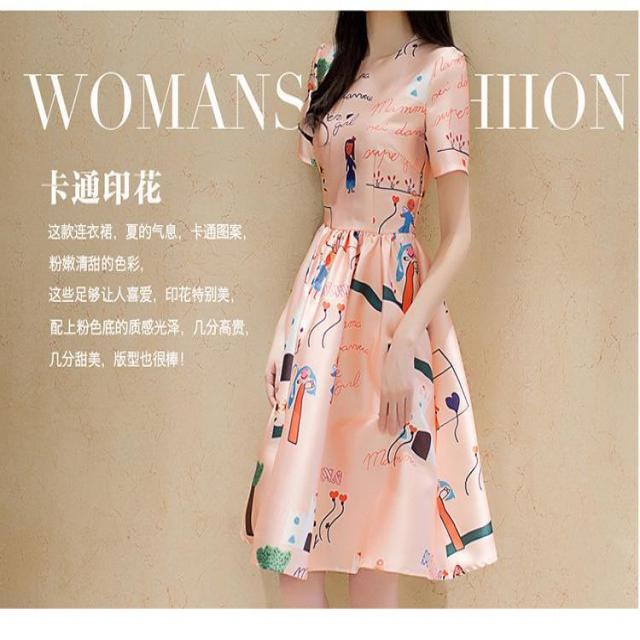 WOMANS HIION
卡通印花
这款连衣裙，夏的气息，卡通图案，
粉嫩清甜的色彩，
这些足够让人喜爱，印花特别美，
配上粉色底的质感光泽，几分高贵，
几分甜美，版型也很棒！
super
girl